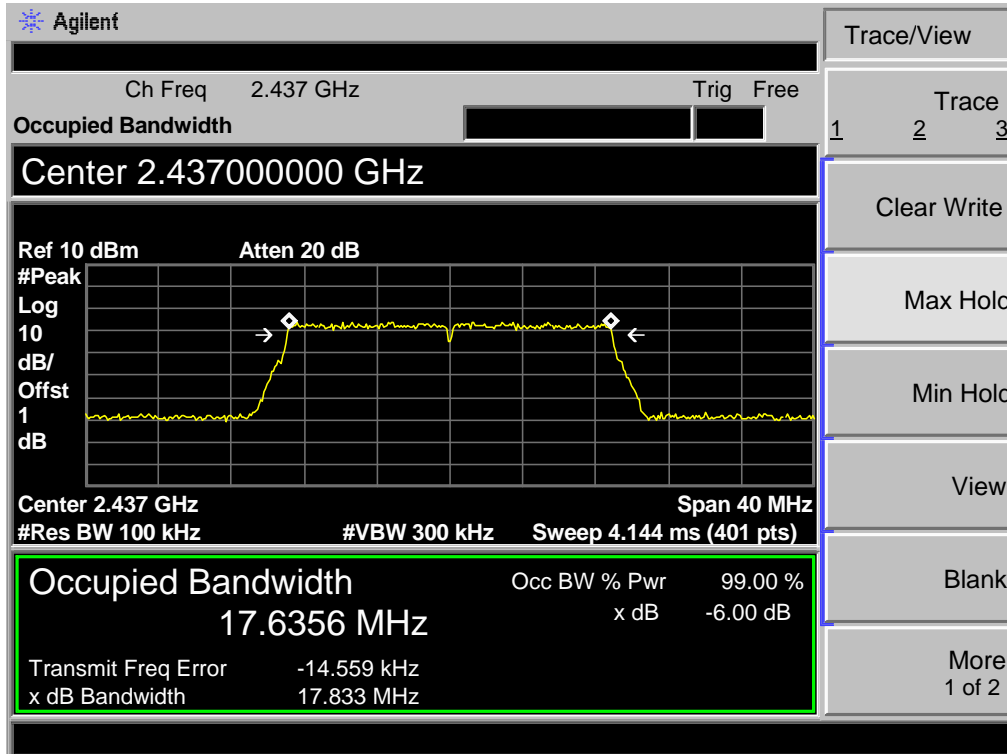 Agilent
Trace/View
Ch Freq 2.437 GHz Trig Free
Occupied Bandwidth
Center 2.437000000 GHz
Ref 10 dBm Atten 20 dB
#Peak
Log
10
dB/
Offst
1
dB
Center 2.437 GHz Span 40 MHz
#Res BW 100 kHz #VBW 300 kHz Sweep 4.144 ms (401 pts)
Occupied Bandwidth
17.6356 MHz
Occ BW % Pwr 99.00 %
x dB -6.00 dB
Transmit Freq Error -14.559 kHz
x dB Bandwidth 17.833 MHz
Trace
1 2 3
Clear Write
Max Hold
Min Hold
View
Blank
More
1 of 2